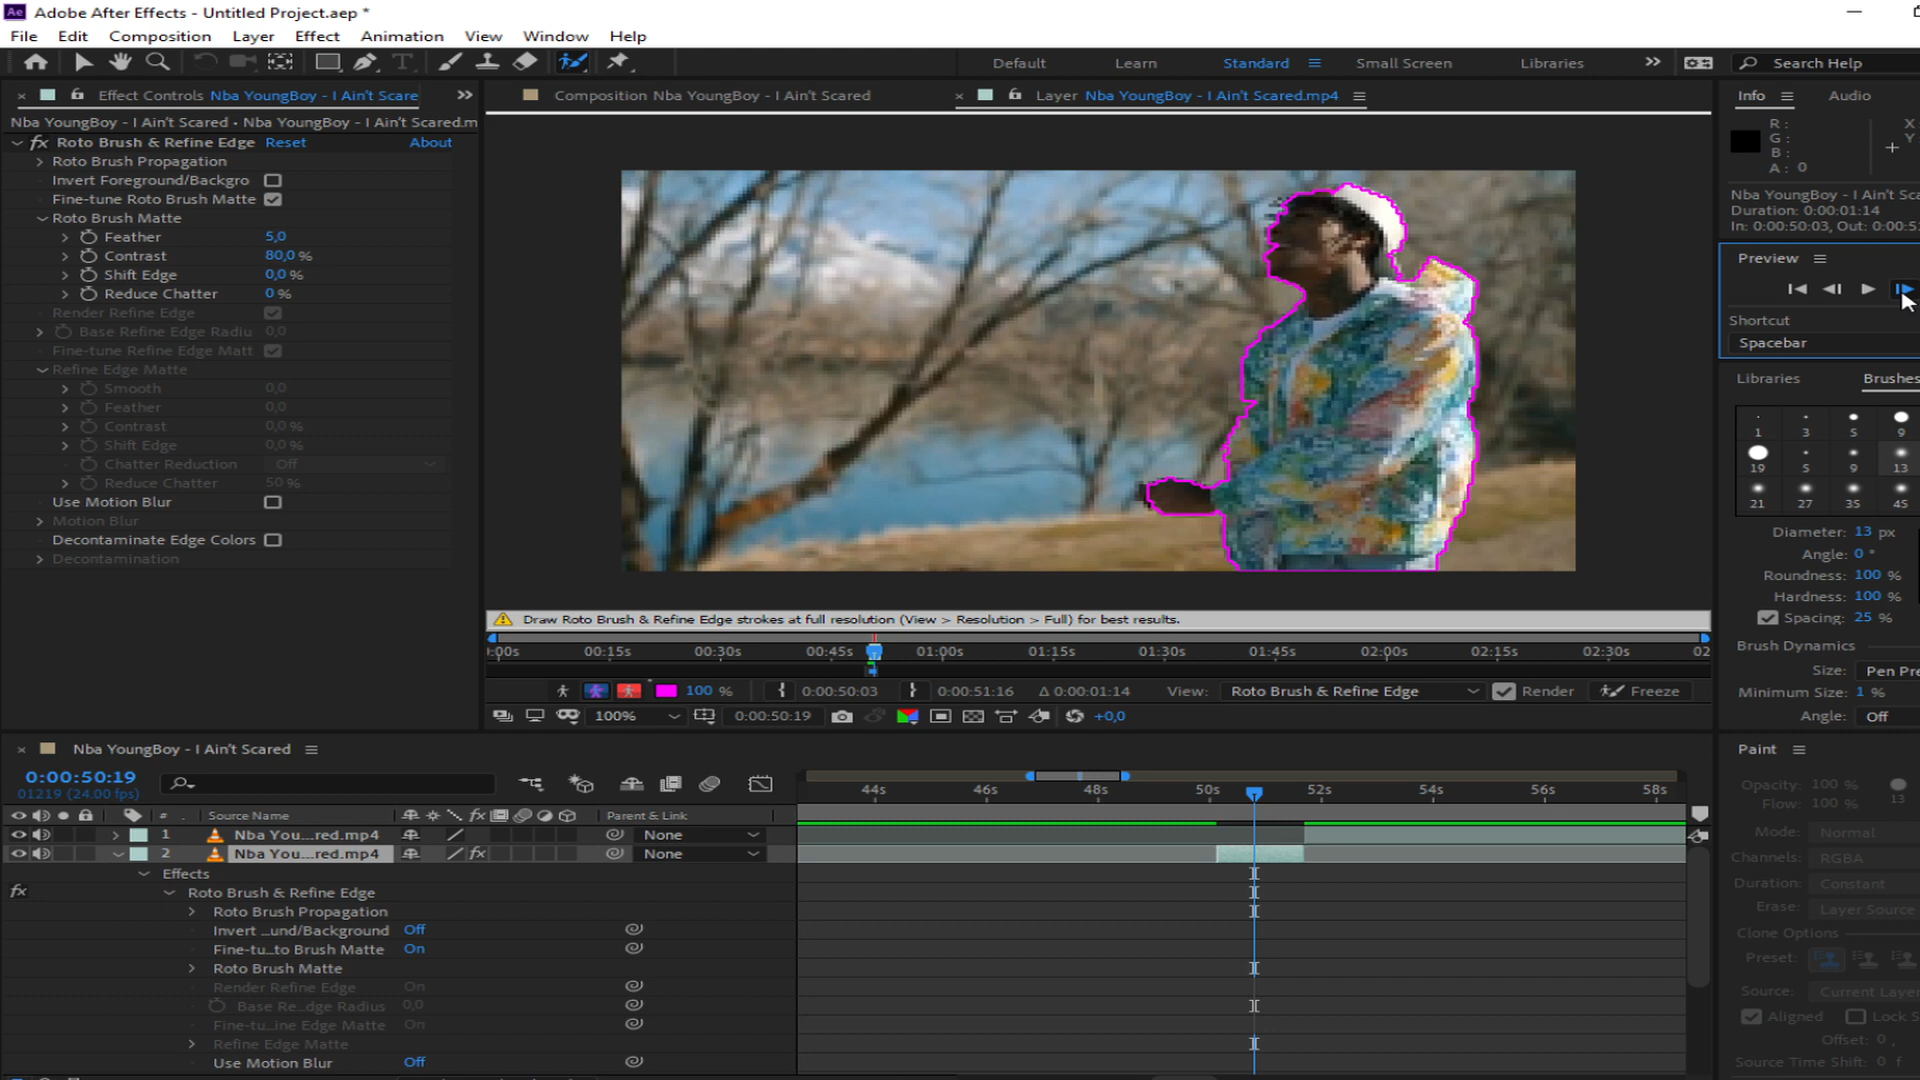 Ae Adobe After Effects - Untitled Project.aep *
File Edit Composition Layer Effect Animation View Window Help
Default Learn Standard Small Screen Libraries Search Help
Effect Controls Nba YoungBoy - I Ain't Scare
Composition Nba YoungBoy - I Ain't Scared
Layer Nba YoungBoy - I Ain't Scared.mp4
Info Audio
Nba YoungBoy - I Ain't Scared • Nba YoungBoy - I Ain't Scared.m
fx Roto Brush & Refine Edge Reset About
Roto Brush Propagation
Invert Foreground/Backgro
Fine-tune Roto Brush Matte
Roto Brush Matte
Feather 5,0
Contrast 80,0 %
Shift Edge 0,0 %
Reduce Chatter 0 %
Render Refine Edge
Base Refine Edge Radiu 0,0
Fine-tune Refine Edge Matt
Refine Edge Matte
Smooth 0,0
Feather 0,0
Contrast 0,0 %
Shift Edge 0,0 %
Chatter Reduction Off
Reduce Chatter 50 %
Use Motion Blur
Motion Blur
Decontaminate Edge Colors
Decontamination
Draw Roto Brush & Refine Edge strokes at full resolution (View > Resolution > Full) for best results.
:00s 00:15s 00:30s 00:45s 01:00s 01:15s 01:30s 01:45s 02:00s 02:15s 02:30s 02
100 % 0:00:50:03 0:00:51:16 Δ 0:00:01:14 View: Roto Brush & Refine Edge Render Freeze
100% 0:00:50:19 +0,0
R :
G :
B :
A : 0
X
Y
Nba YoungBoy - I Ain't Sca
Duration: 0:00:01:14
In: 0:00:50:03, Out: 0:00:5
Preview
Shortcut
Spacebar
Libraries Brushes
1 3 5 9
19 5 9 13
21 27 35 45
Diameter: 13 px
Angle: 0 °
Roundness: 100 %
Hardness: 100 %
Spacing: 25 %
Brush Dynamics
Size: Pen Pre
Minimum Size: 1 %
Angle: Off
Paint
Opacity: 100 %
Flow: 100 %
13
Mode: Normal
Channels: RGBA
Duration: Constant
Erase: Layer Source
Clone Options
Preset:
Source: Current Layer
Aligned Lock S
Offset: 0 ,
Source Time Shift: 0 f
Nba YoungBoy - I Ain't Scared
0:00:50:19
01219 (24.00 fps)
44s 46s 48s 50s 52s 54s 56s 58s
# Source Name fx Parent & Link
1 Nba You...red.mp4 None
2 Nba You...red.mp4 fx None
Effects
fx Roto Brush & Refine Edge
Roto Brush Propagation
Invert ...und/Background Off
Fine-tu...to Brush Matte On
Roto Brush Matte
Render Refine Edge On
Base Re...dge Radius 0,0
Fine-tu...ine Edge Matte On
Refine Edge Matte
Use Motion Blur Off